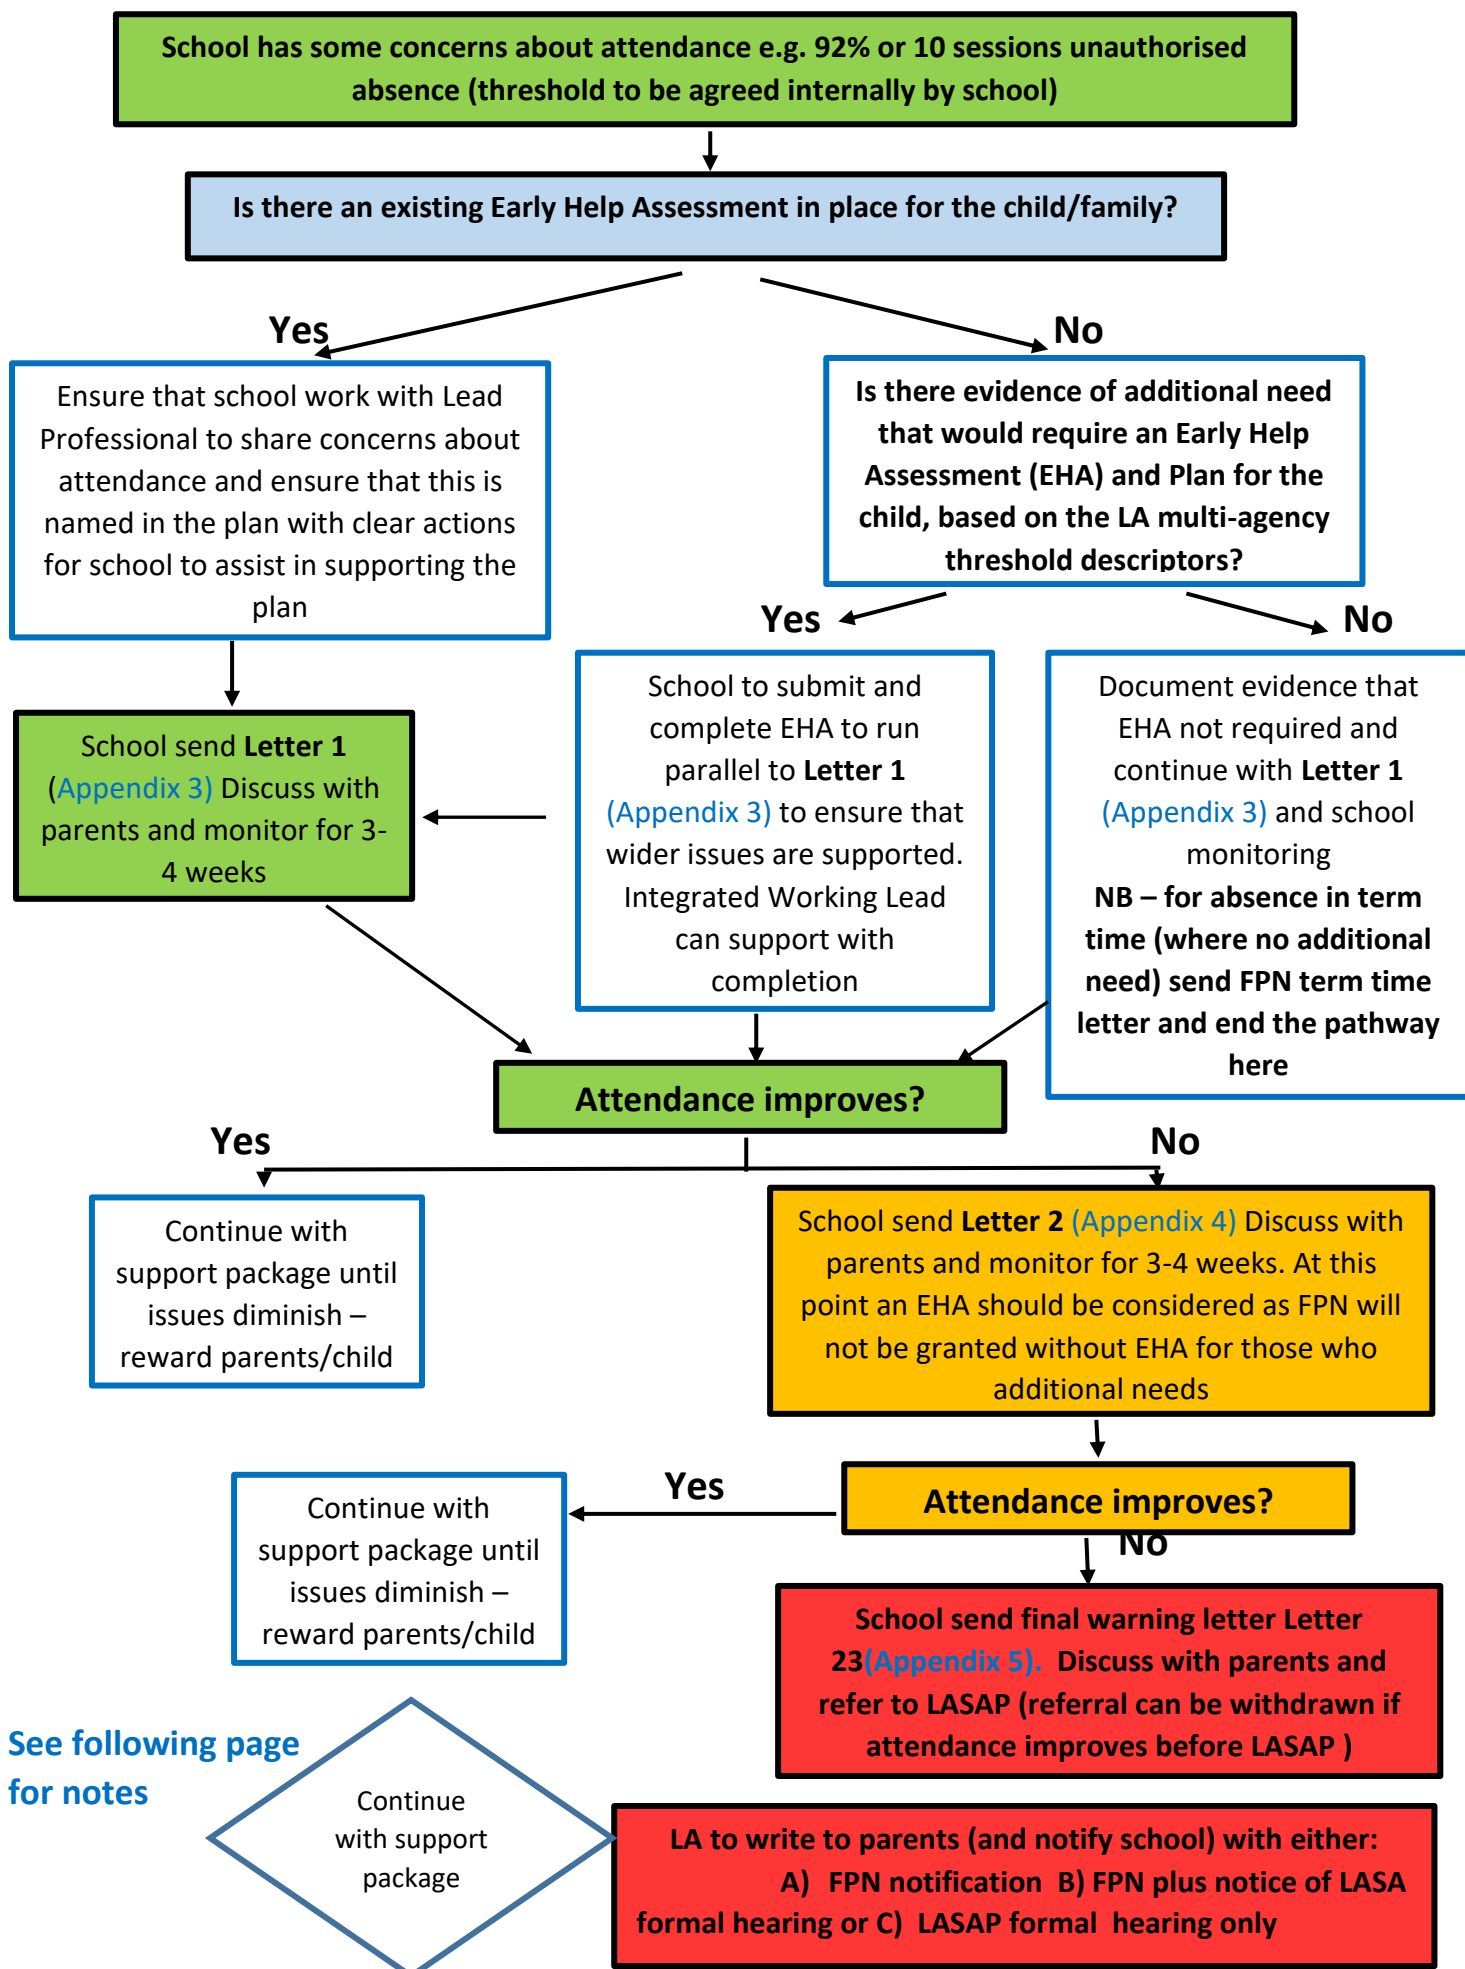 School has some concerns about attendance e.g. 92% or 10 sessions unauthorised
absence (threshold to be agreed internally by school)
Is there an existing Early Help Assessment in place for the child/family?
Yes
No
Ensure that school work with Lead
Professional to share concerns about
attendance and ensure that this is
named in the plan with clear actions
for school to assist in supporting the
plan
Is there evidence of additional need
that would require an Early Help
Assessment (EHA) and Plan for the
child, based on the LA multi-agency
threshold descriptors?
Yes
No
School send Letter 1
(Appendix 3) Discuss with
parents and monitor for 3-
4 weeks
School to submit and
complete EHA to run
parallel to Letter 1
(Appendix 3) to ensure that
wider issues are supported.
Integrated Working Lead
can support with
completion
Document evidence that
EHA not required and
continue with Letter 1
(Appendix 3) and school
monitoring
NB – for absence in term
time (where no additional
need) send FPN term time
letter and end the pathway
here
Attendance improves?
Yes
No
Continue with
support package until
issues diminish –
reward parents/child
School send Letter 2 (Appendix 4) Discuss with
parents and monitor for 3-4 weeks. At this
point an EHA should be considered as FPN will
not be granted without EHA for those who
additional needs
Attendance improves?
Yes
No
Continue with
support package until
issues diminish –
reward parents/child
School send final warning letter Letter
23(Appendix 5). Discuss with parents and
refer to LASAP (referral can be withdrawn if
attendance improves before LASAP )
See following page
for notes
Continue
with support
package
LA to write to parents (and notify school) with either:
A) FPN notification B) FPN plus notice of LASA
formal hearing or C) LASAP formal hearing only